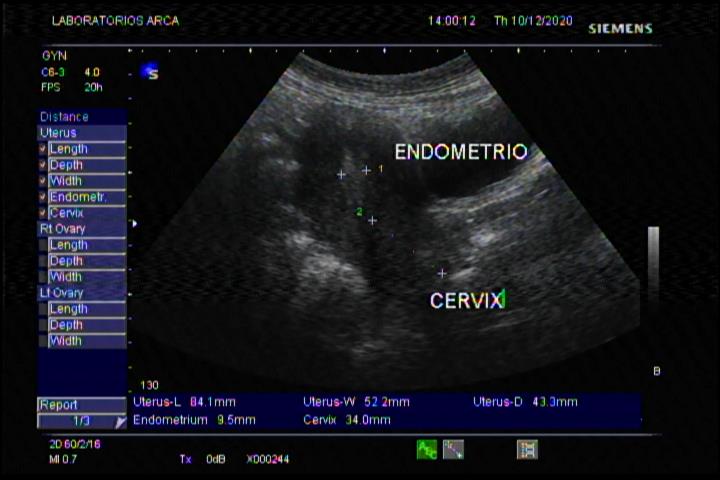 LABORATORIOS ARCA
14:00:12 Th 10/12/2020
SIEMENS
GYN
C6-3 4.0
FPS 20h
S
Distance
Uterus
Length
Depth
Width
Endometr.
Cervix
Rt Ovary
Length
Depth
Width
Lt Ovary
Length
Depth
Width
ENDOMETRIO
1
2
CERVIX
B
130
Report
1/3
Uterus-L 84.1mm Uterus-W 52.2mm Uterus-D 43.3mm
Endometrium 9.5mm Cervix 34.0mm
2D 60/2/16
MI 0.7 Tx 0dB X000244
ABC